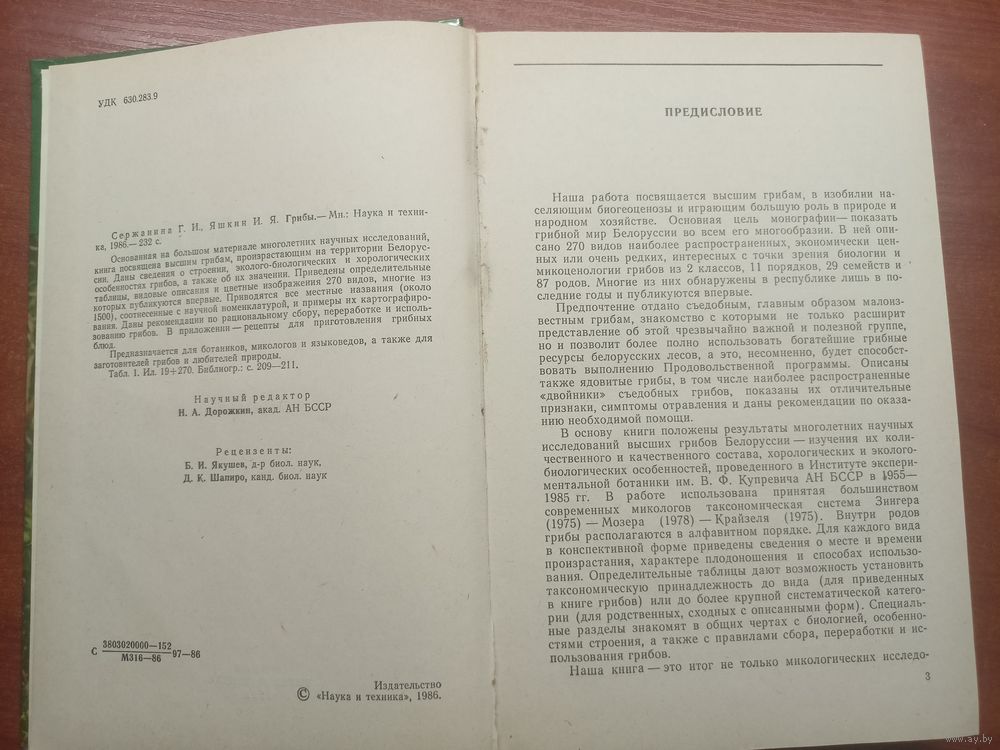 УДК 630.283.9
Сержанина Г. И., Яшкин И. Я. Грибы.— Мн.: Наука и техни-
ка, 1986.— 232 с.
Основанная на большом материале многолетних научных исследований,
книга посвящена высшим грибам, произрастающим на территории Белорус-
сии. Даны сведения о строении, эколого-биологических и хорологических
особенностях грибов, а также об их значении. Приведены определительные
таблицы, видовые описания и цветные изображения 270 видов, многие из
которых публикуются впервые. Приводятся все местные названия (около
1500), соотнесенные с научной номенклатурой, и примеры их картографиро-
вания. Даны рекомендации по рациональному сбору, переработке и исполь-
зованию грибов. В приложении — рецепты для приготовления грибных
блюд.
Предназначается для ботаников, микологов и языковедов, а также для
заготовителей грибов и любителей природы.
Табл. 1. Ил. 19÷270. Библиогр.: с. 209—211.
Научный редактор
Н. А. Дорожкин, акад. АН БССР
Рецензенты:
Б. И. Якушев, д-р биол. наук,
Д. К. Шапиро, канд. биол. наук
С 3803020000—152
М316—86 97—86
Издательство
© «Наука и техника», 1986.
ПРЕДИСЛОВИЕ
Наша работа посвящается высшим грибам, в изобилии на-
селяющим биогеоценозы и играющим большую роль в природе и
народном хозяйстве. Основная цель монографии — показать
грибной мир Белоруссии во всем его многообразии. В ней опи-
сано 270 видов наиболее распространенных, экономически цен-
ных или очень редких, интересных с точки зрения биологии и
микоценологии грибов из 2 классов, 11 порядков, 29 семейств и
87 родов. Многие из них обнаружены в республике лишь в по-
следние годы и публикуются впервые.
Предпочтение отдано съедобным, главным образом малоиз-
вестным грибам, знакомство с которыми не только расширит
представление об этой чрезвычайно важной и полезной группе,
но и позволит более полно использовать богатейшие грибные
ресурсы белорусских лесов, а это, несомненно, будет способст-
вовать выполнению Продовольственной программы. Описаны
также ядовитые грибы, в том числе наиболее распространенные
«двойники» съедобных грибов, показаны их отличительные
признаки, симптомы отравления и даны рекомендации по оказа-
нию необходимой помощи.
В основу книги положены результаты многолетних научных
исследований высших грибов Белоруссии — изучения их коли-
чественного и качественного состава, хорологических и эколого-
биологических особенностей, проведенного в Институте экспери-
ментальной ботаники им. В. Ф. Купревича АН БССР в 1955—
1985 гг. В работе использована принятая большинством
современных микологов таксономическая система Зингера
(1975) — Мозера (1978) — Крайзеля (1975). Внутри родов
грибы располагаются в алфавитном порядке. Для каждого вида
в конспективной форме приведены сведения о месте и времени
произрастания, характере плодоношения и способах использо-
вания. Определительные таблицы дают возможность установить
таксономическую принадлежность до вида (для приведенных
в книге грибов) или до более крупной систематической катего-
рии (для родственных, сходных с описанными форм). Специаль-
ные разделы знакомят в общих чертах с биологией, особенно-
стями строения, а также с правилами сбора, переработки и ис-
пользования грибов.
Наша книга — это итог не только микологических исследо-
3
www.ay.by